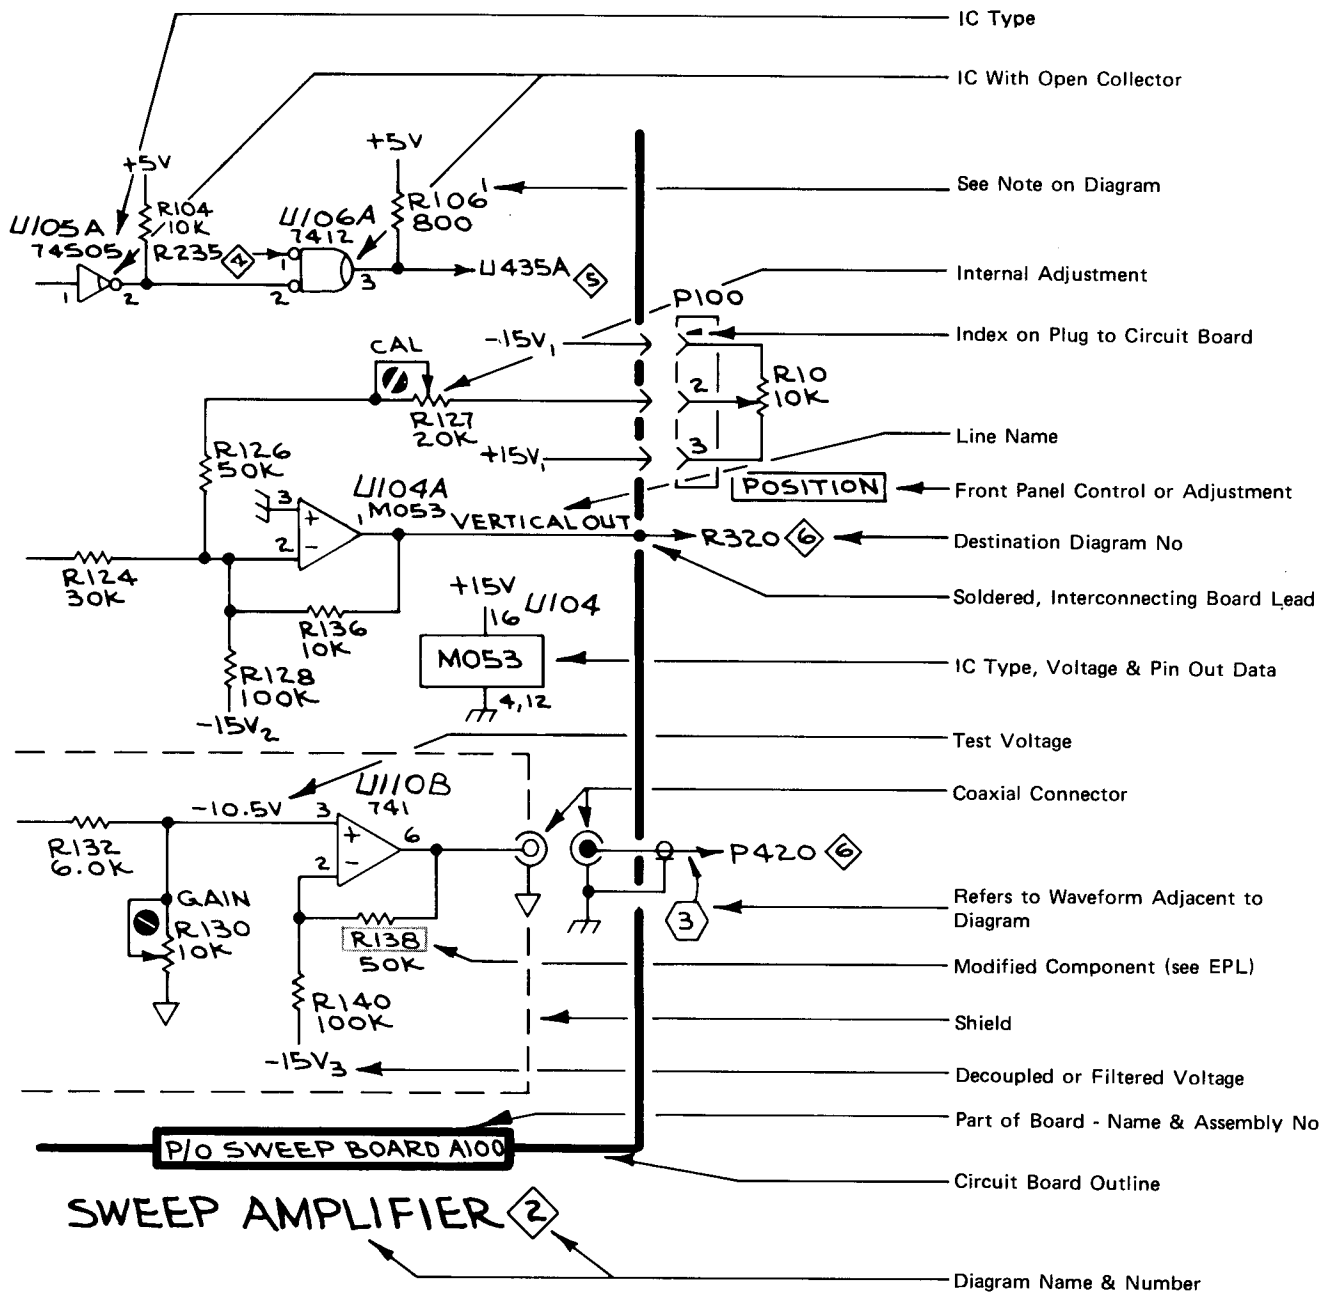 IC Type
IC With Open Collector
+5V
+5V
See Note on Diagram
R104
10K
R106 1
800
U105A
74S05
U106A
7412
R235 4
1
3
U435A 5
1
2
2
Internal Adjustment
P100
-15V1
Index on Plug to Circuit Board
CAL
2
R10
10K
R127
20K
Line Name
+15V1
3
R126
50K
POSITION
Front Panel Control or Adjustment
U104A
M053
3
+
1
VERTICAL OUT
R320 6
Destination Diagram No
2
-
R124
30K
+15V
16
U104
Soldered, Interconnecting Board Lead
R136
10K
M053
IC Type, Voltage & Pin Out Data
R128
100K
4,12
-15V2
Test Voltage
U110B
741
Coaxial Connector
-10.5V
3
+
6
R132
6.0K
2
-
P420 6
GAIN
Refers to Waveform Adjacent to
Diagram
3
R130
10K
R138
50K
Modified Component (see EPL)
R140
100K
Shield
-15V3
Decoupled or Filtered Voltage
Part of Board - Name & Assembly No
P/O SWEEP BOARD A100
Circuit Board Outline
SWEEP AMPLIFIER 2
Diagram Name & Number